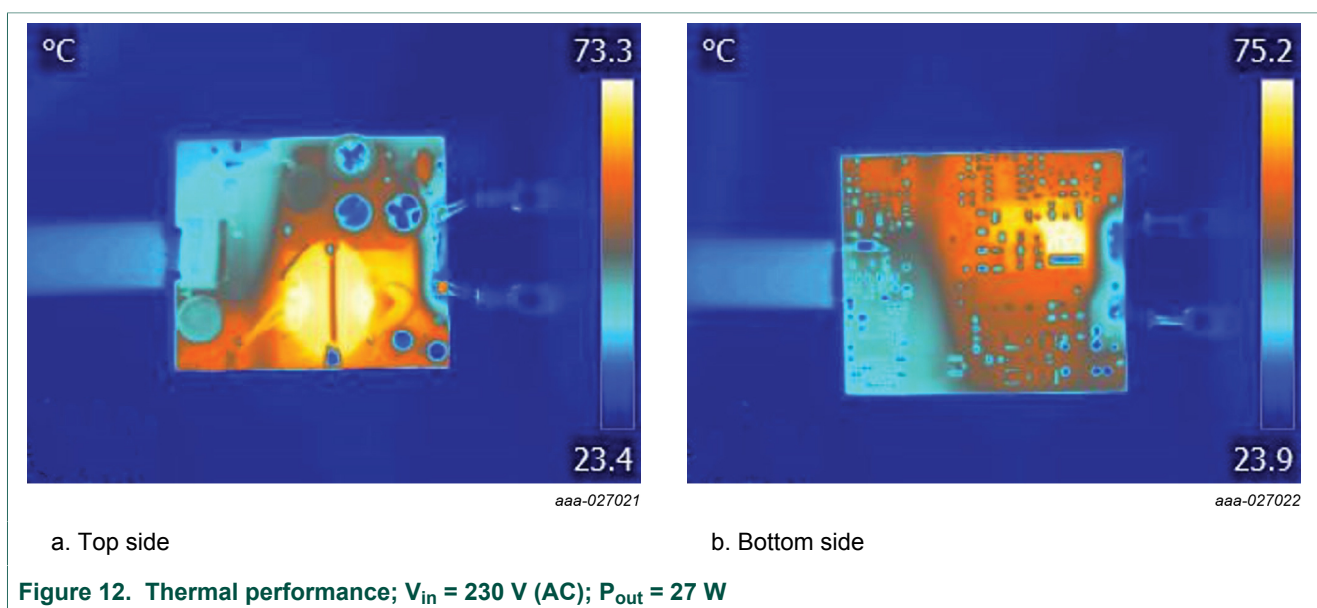 °C
73.3
23.4
aaa-027021
a. Top side
°C
75.2
23.9
aaa-027022
b. Bottom side
Figure 12. Thermal performance; Vin = 230 V (AC); Pout = 27 W